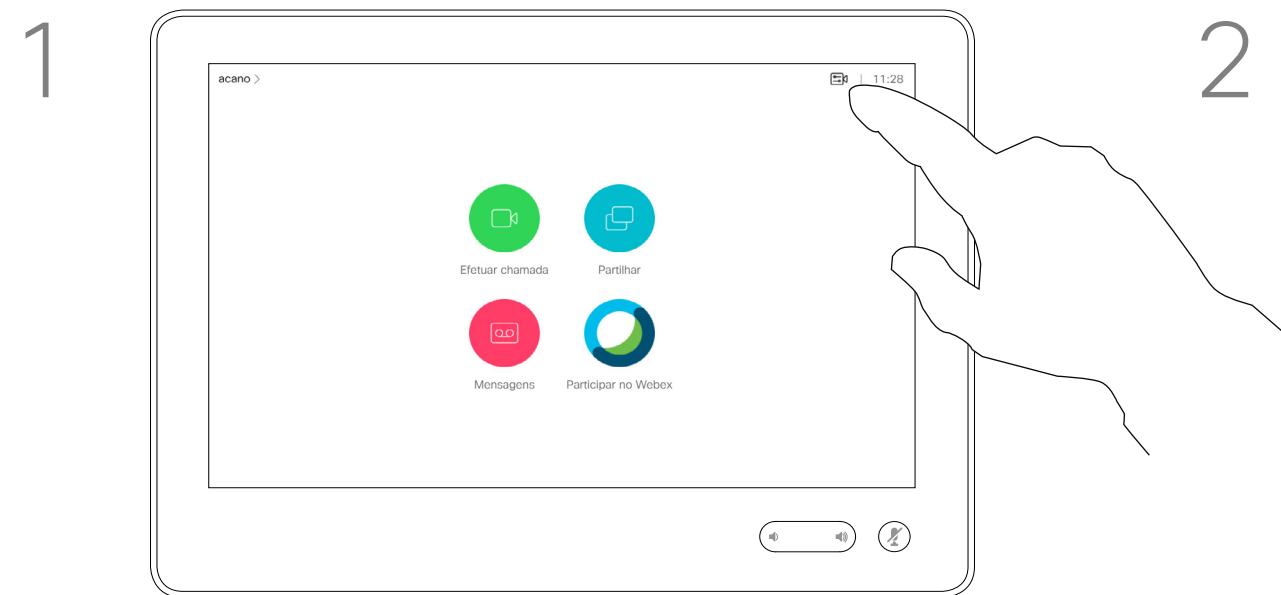 1
2
acano >
11:28
Efetuar chamada
Partilhar
Mensagens
Participar no Webex